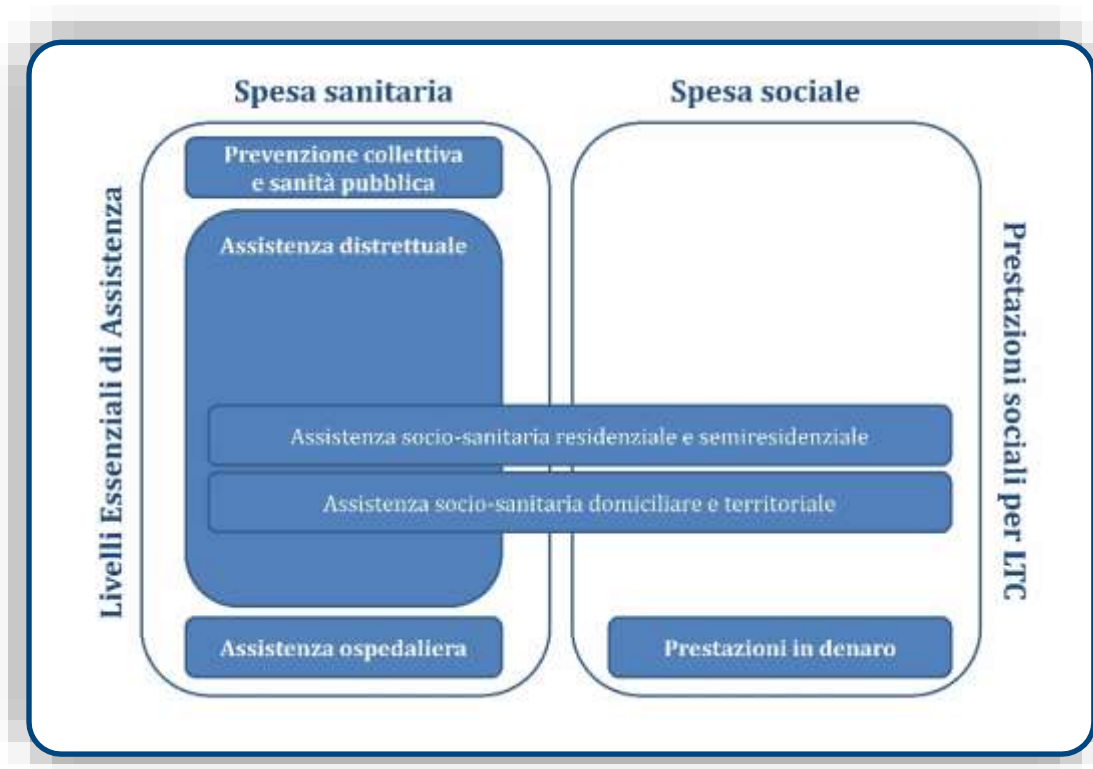 Spesa sanitaria
Spesa sociale
Livelli Essenziali di Assistenza
Prevenzione collettiva
e sanità pubblica
Assistenza distrettuale
Assistenza socio-sanitaria residenziale e semiresidenziale
Assistenza socio-sanitaria domiciliare e territoriale
Assistenza ospedaliera
Prestazioni in denaro
Prestazioni sociali per LTC